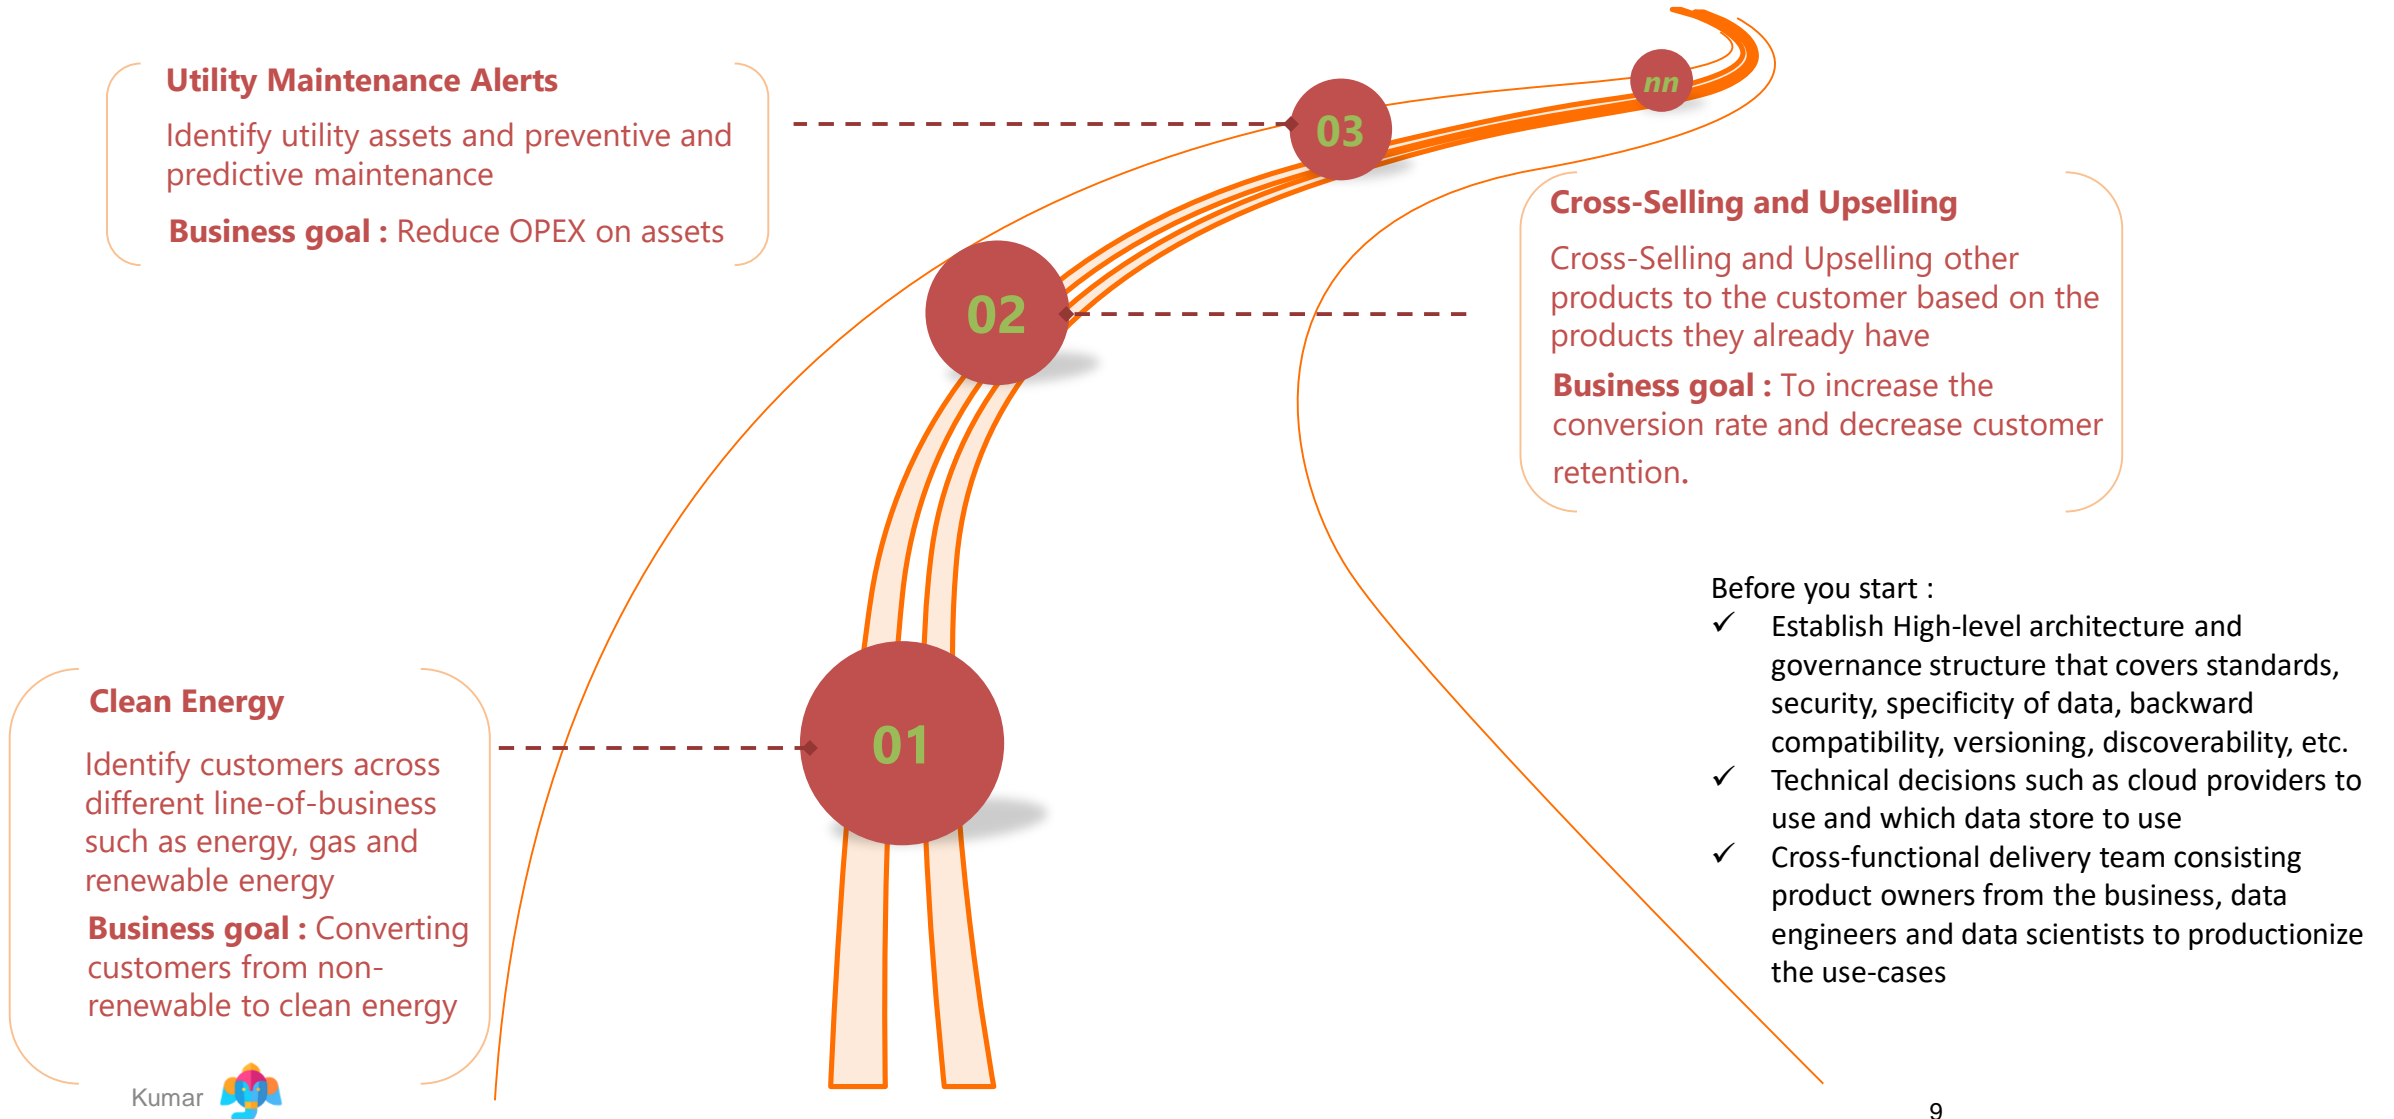 Utility Maintenance Alerts
Identify utility assets and preventive and
predictive maintenance
Business goal : Reduce OPEX on assets
nn
03
Cross-Selling and Upselling
Cross-Selling and Upselling other
products to the customer based on the
products they already have
Business goal : To increase the
conversion rate and decrease customer
retention.
02
Before you start :
✓ Establish High-level architecture and
governance structure that covers standards,
security, specificity of data, backward
compatibility, versioning, discoverability, etc.
✓ Technical decisions such as cloud providers to
use and which data store to use
✓ Cross-functional delivery team consisting
product owners from the business, data
engineers and data scientists to productionize
the use-cases
01
Clean Energy
Identify customers across
different line-of-business
such as energy, gas and
renewable energy
Business goal : Converting
customers from non-
renewable to clean energy
Kumar
9